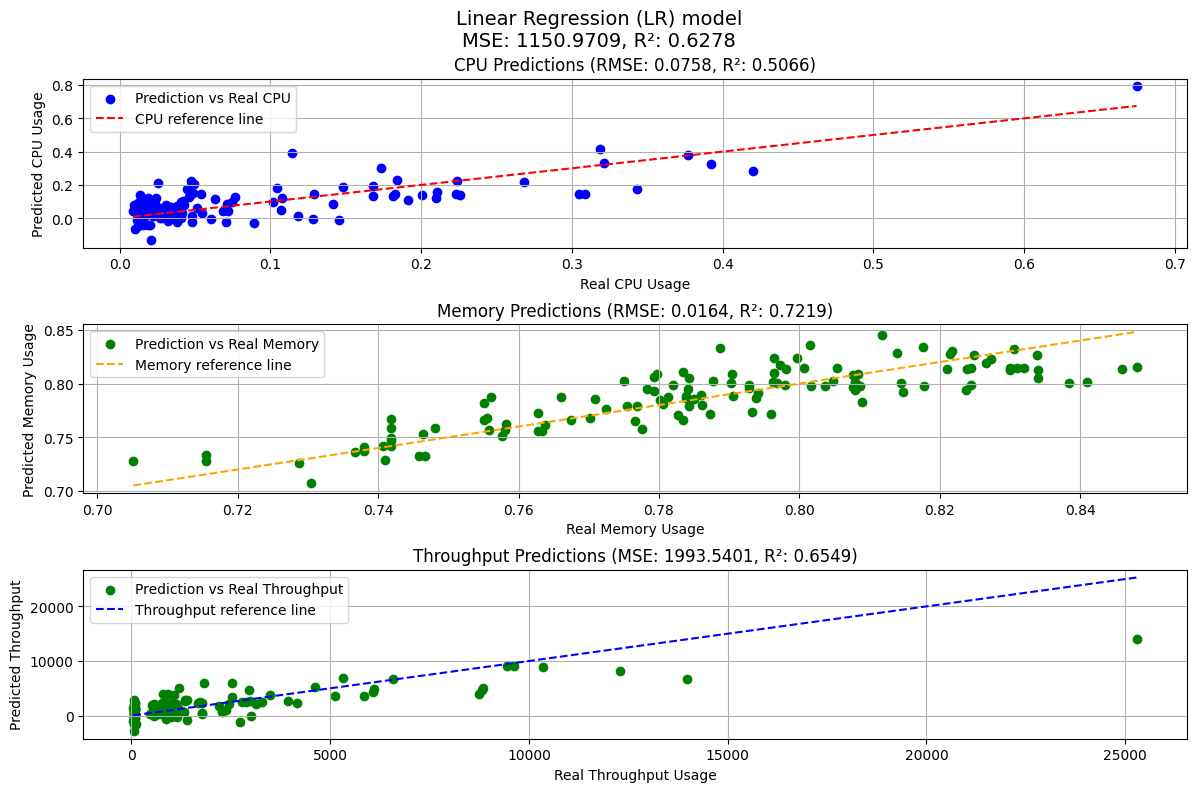 Linear Regression (LR) model
MSE: 1150.9709, R²: 0.6278
CPU Predictions (RMSE: 0.0758, R²: 0.5066)
Predicted CPU Usage
0.8
0.6
0.4
0.2
0.0
Prediction vs Real CPU
CPU reference line
0.0 0.1 0.2 0.3 0.4 0.5 0.6 0.7
Real CPU Usage
Memory Predictions (RMSE: 0.0164, R²: 0.7219)
Predicted Memory Usage
0.85
0.80
0.75
0.70
Prediction vs Real Memory
Memory reference line
0.70 0.72 0.74 0.76 0.78 0.80 0.82 0.84
Real Memory Usage
Throughput Predictions (MSE: 1993.5401, R²: 0.6549)
Predicted Throughput
20000
10000
0
Prediction vs Real Throughput
Throughput reference line
0 5000 10000 15000 20000 25000
Real Throughput Usage